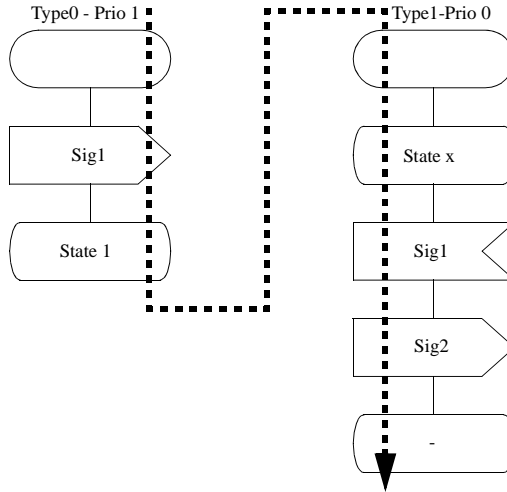 Type0 - Prio 1
Sig1
State 1
Type1-Prio 0
State x
Sig1
Sig2
-